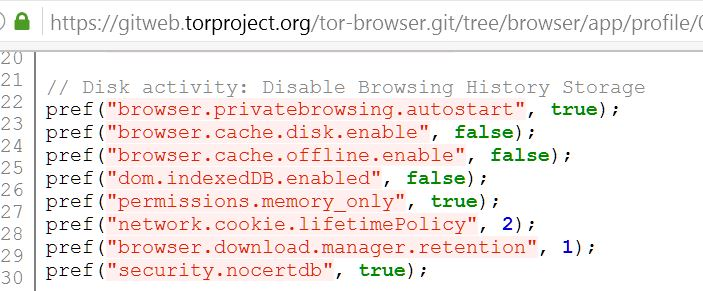 https://gitweb.torproject.org/tor-browser.git/tree/browser/app/profile/0
20
21
22 // Disk activity: Disable Browsing History Storage
23 pref("browser.privatebrowsing.autostart", true);
24 pref("browser.cache.disk.enable", false);
25 pref("browser.cache.offline.enable", false);
26 pref("dom.indexedDB.enabled", false);
27 pref("permissions.memory_only", true);
28 pref("network.cookie.lifetimePolicy", 2);
29 pref("browser.download.manager.retention", 1);
30 pref("security.nocertdb", true);